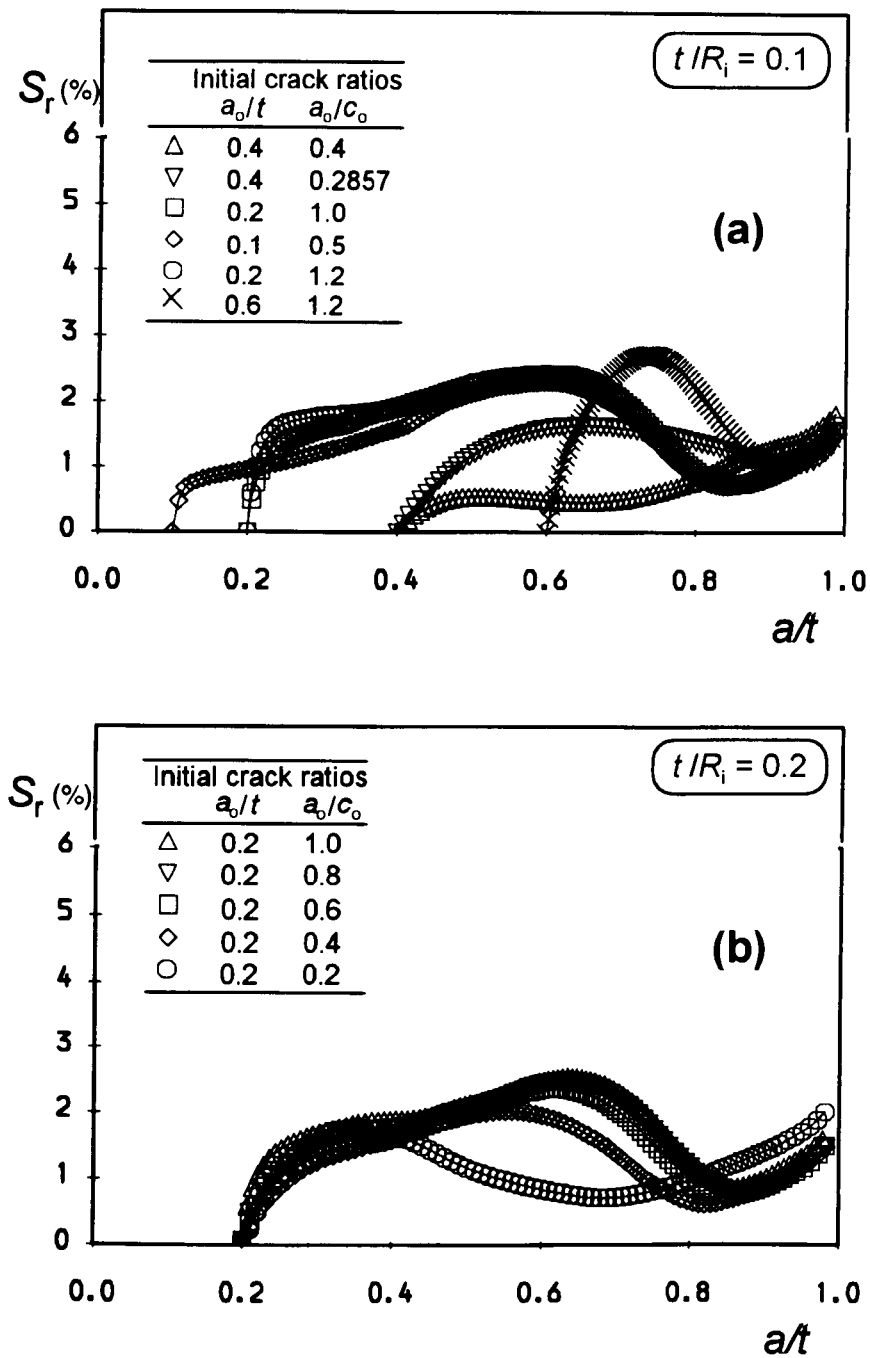 t/Ri = 0.1
Initial crack ratios
Sr (%)
ao/t ao/co
6
0.4 0.4
5
0.4 0.2857
0.2 1.0
(a)
4
0.1 0.5
0.2 1.2
3
0.6 1.2
2
1
0
0.0 0.2 0.4 0.6 0.8 1.0
a/t
t/Ri = 0.2
Initial crack ratios
Sr (%)
ao/t ao/co
6
0.2 1.0
0.2 0.8
5
0.2 0.6
0.2 0.4
(b)
4
0.2 0.2
3
2
1
0
0.0 0.2 0.4 0.6 0.8 1.0
a/t